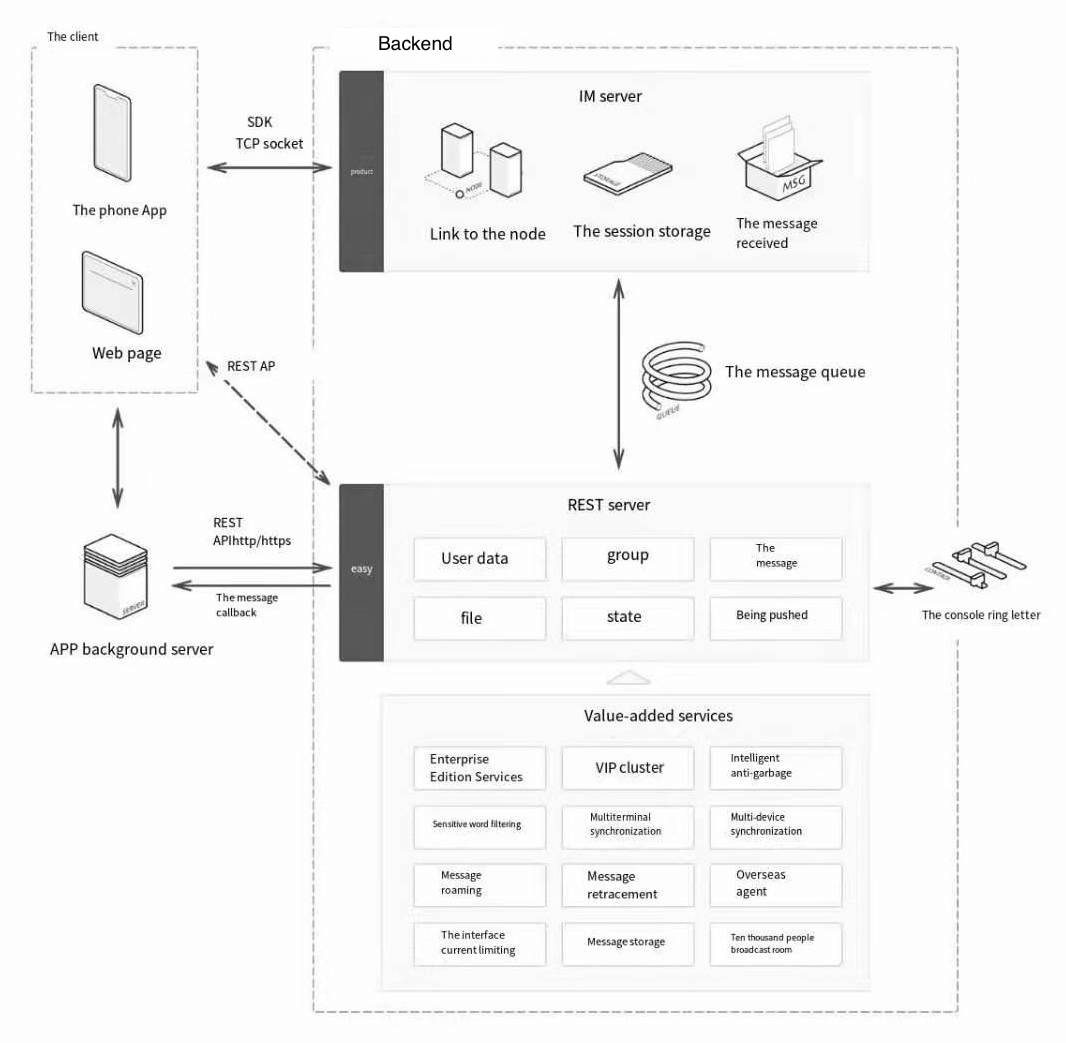 The client
Backend
IM server
SDK
TCP socket
product
NODE
STORAGE
MSG
The phone App
Link to the node
The session storage
The message
received
Web page
REST AP
The message queue
QUEUE
REST server
REST
APIhttp/https
easy
User data
group
The
message
The message
callback
file
state
Being pushed
SERVER
The console ring letter
APP background server
Value-added services
Enterprise
Edition Services
VIP cluster
Intelligent
anti-garbage
Sensitive word filtering
Multiterminal
synchronization
Multi-device
synchronization
Message
roaming
Message
retracement
Overseas
agent
The interface
current limiting
Message storage
Ten thousand people
broadcast room